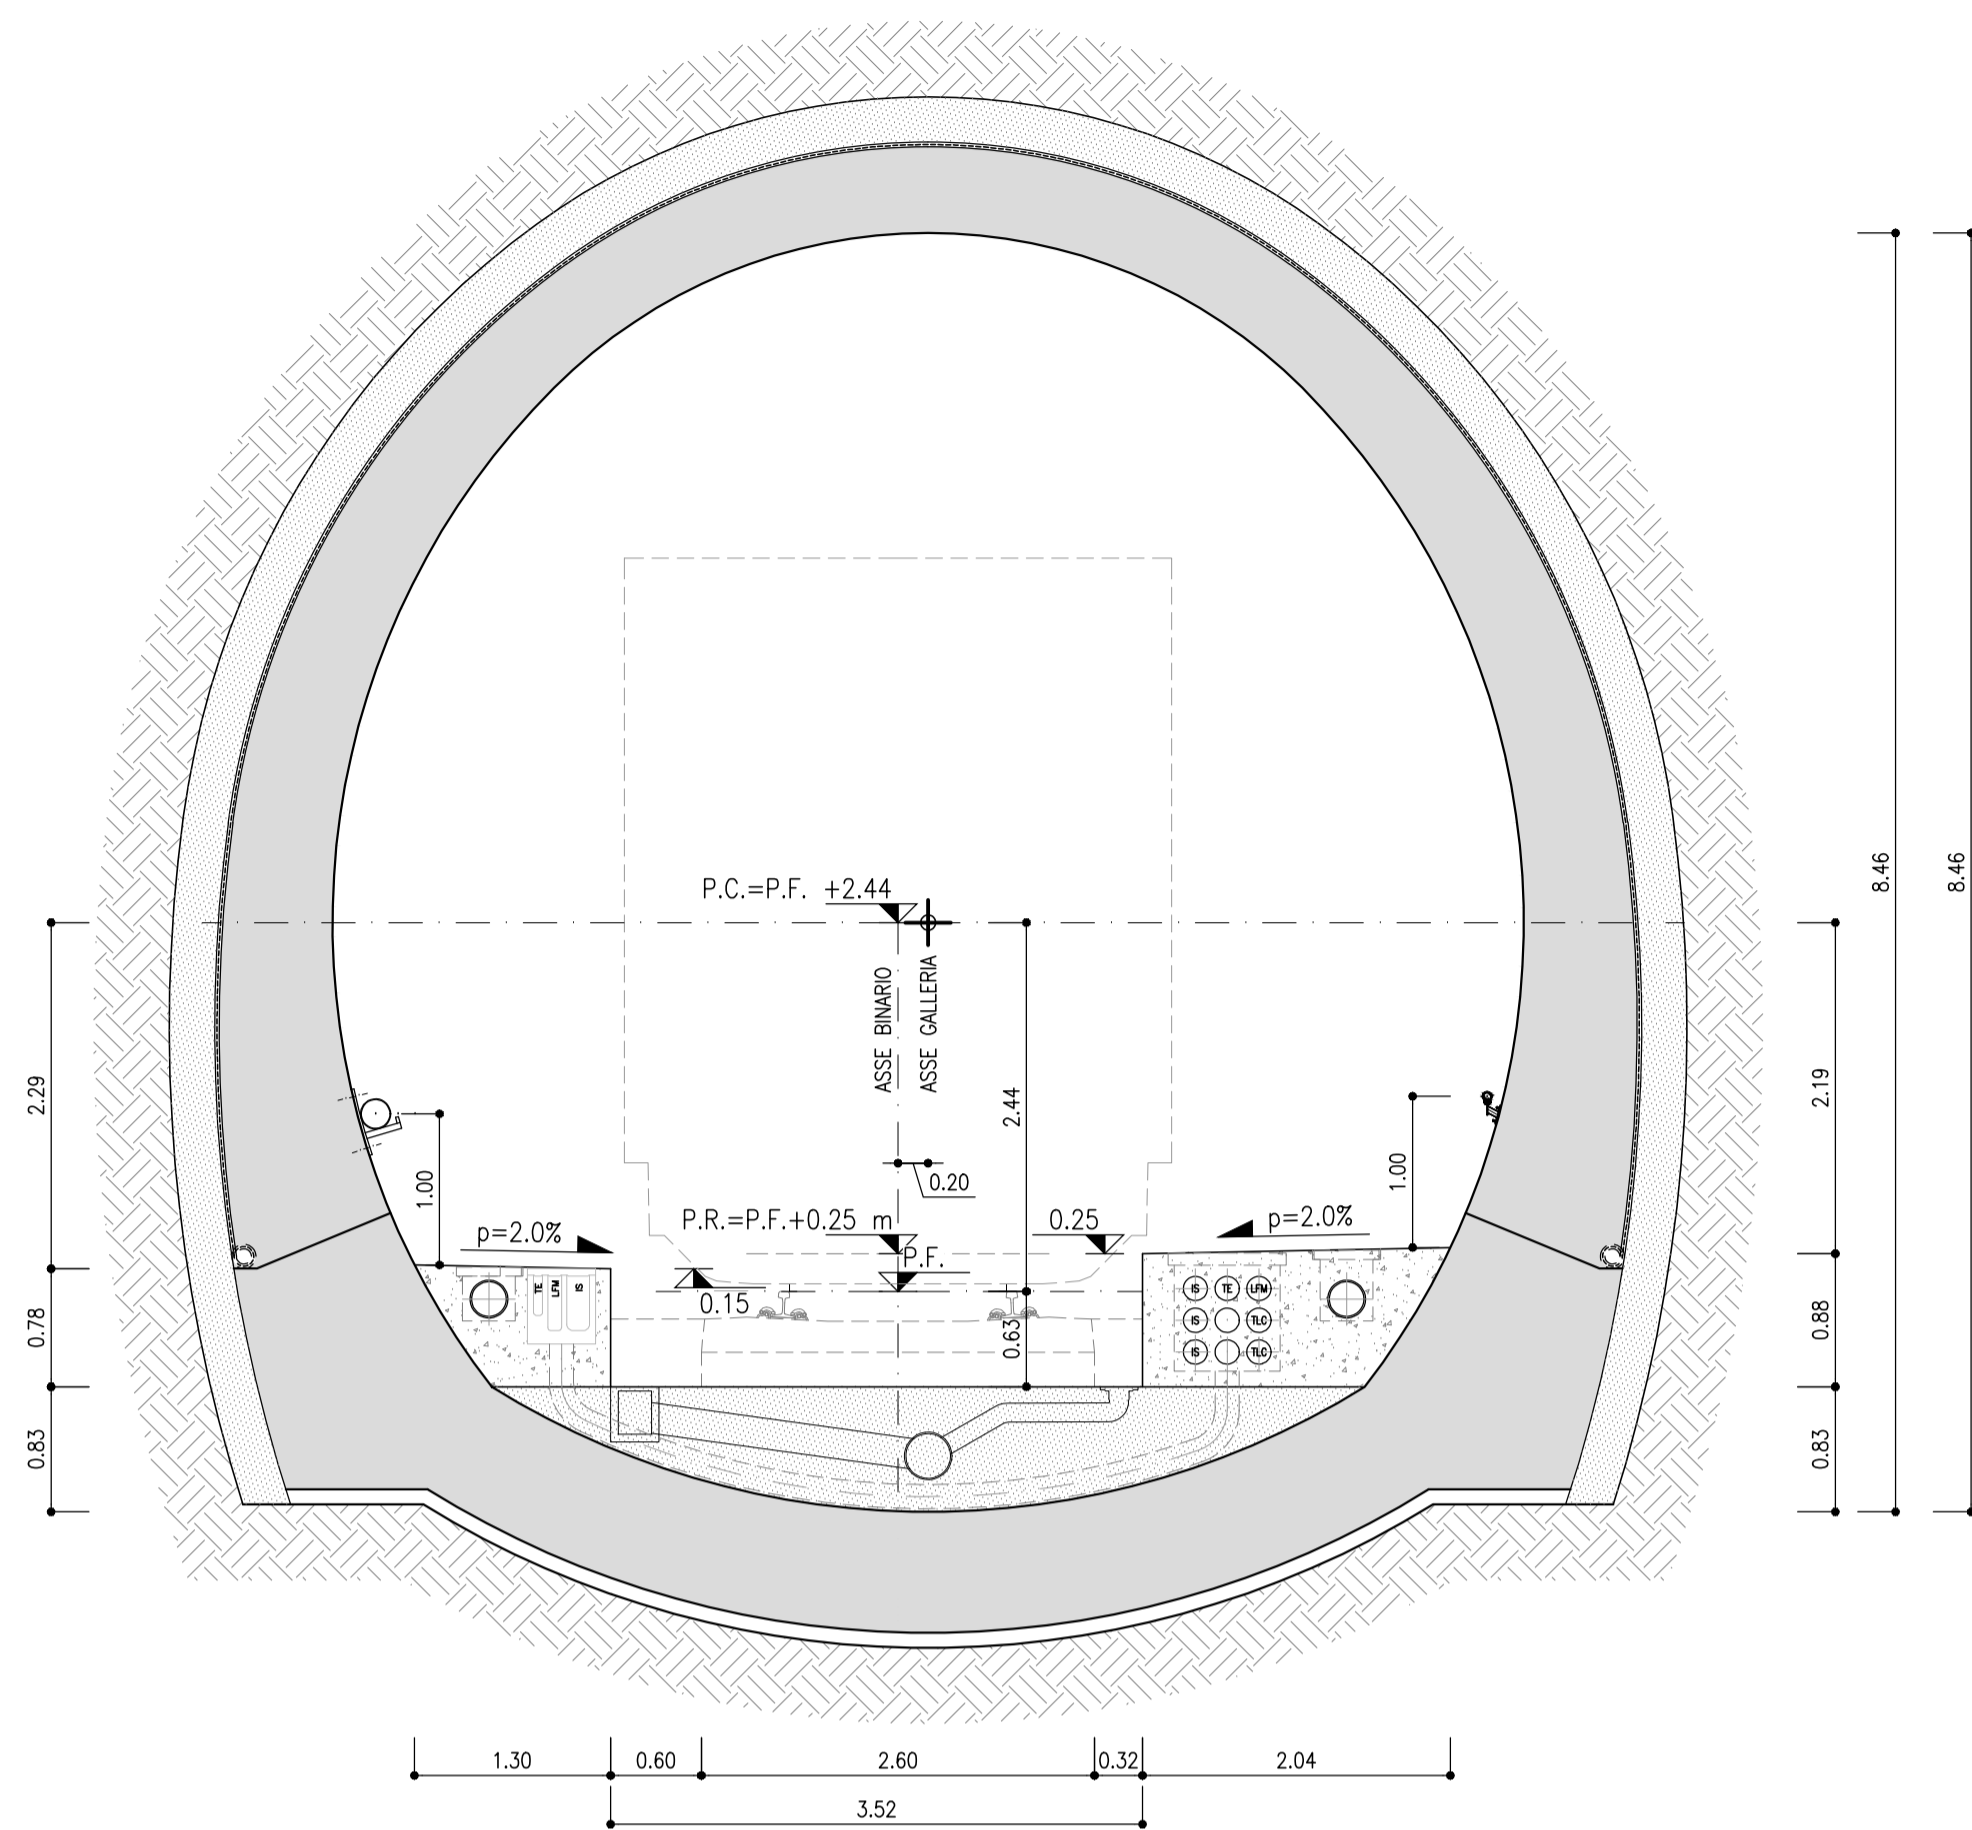 8.46
8.46
P.C.=P.F. +2.44
ASSE BINARIO
ASSE GALLERIA
2.29
2.44
2.19
1.00
1.00
0.20
P.R.=P.F.+0.25 m
0.25
p=2.0%
p=2.0%
P.F.
0.15
TE
LFM
IS
IS
TE
LFM
IS
TLC
IS
TLC
0.78
0.63
0.88
0.83
0.83
1.30
0.60
2.60
0.32
2.04
3.52